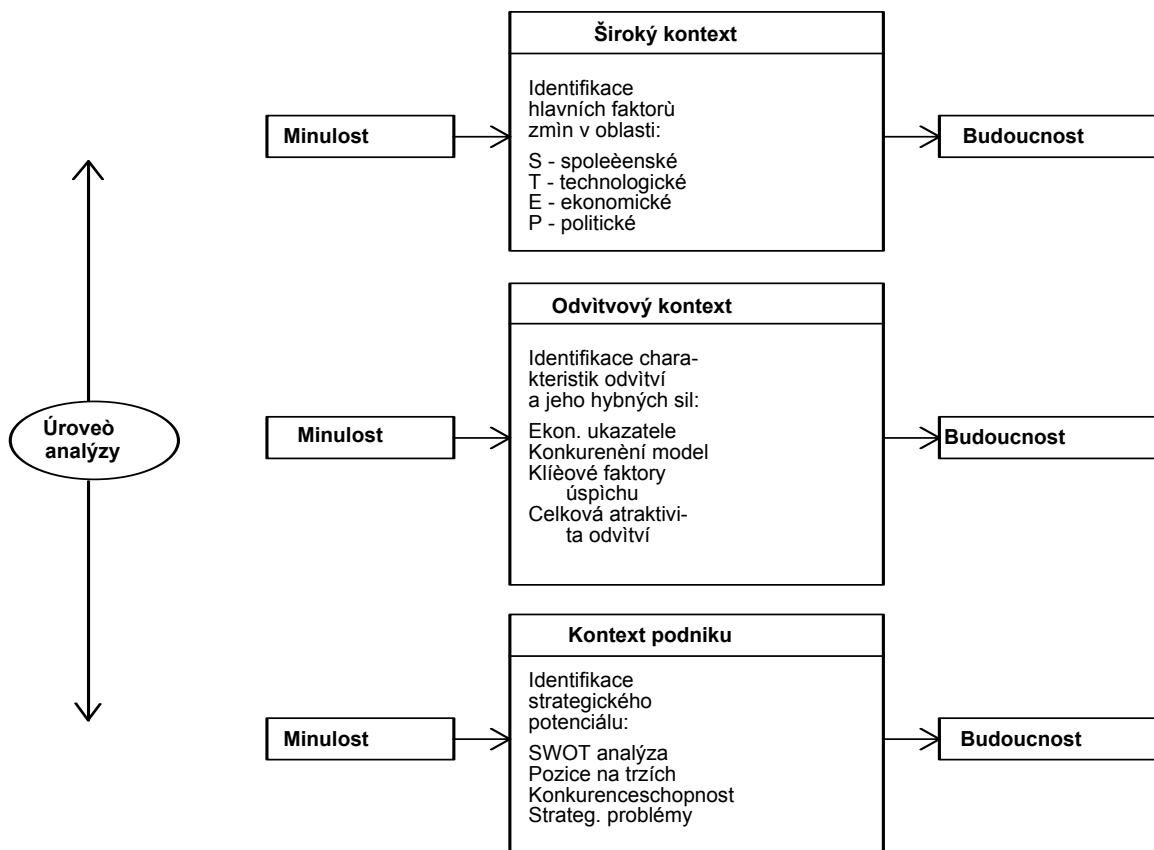 Široký kontext
Identifikace
hlavních faktorù
zmìn v oblasti:
S - spoleèenské
T - technologické
E - ekonomické
P - politické
Minulost
Budoucnost
Odvìtvový kontext
Identifikace chara-
kteristik odvìtví
a jeho hybných sil:
Ekon. ukazatele
Konkurenèní model
Klíèové faktory
úspìchu
Celková atraktivi-
ta odvìtví
Úroveò
analýzy
Minulost
Budoucnost
Kontext podniku
Identifikace
strategického
potenciálu:
SWOT analýza
Pozice na trzích
Konkurenceschopnost
Strateg. problémy
Minulost
Budoucnost